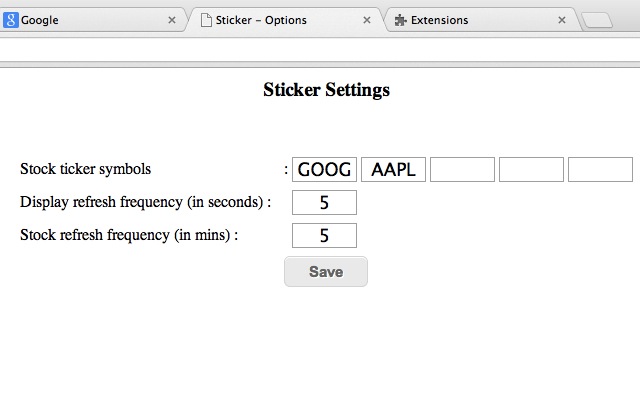 Google
Sticker – Options
Extensions
Sticker Settings
Stock ticker symbols : GOOG AAPL
Display refresh frequency (in seconds) : 5
Stock refresh frequency (in mins) : 5
Save